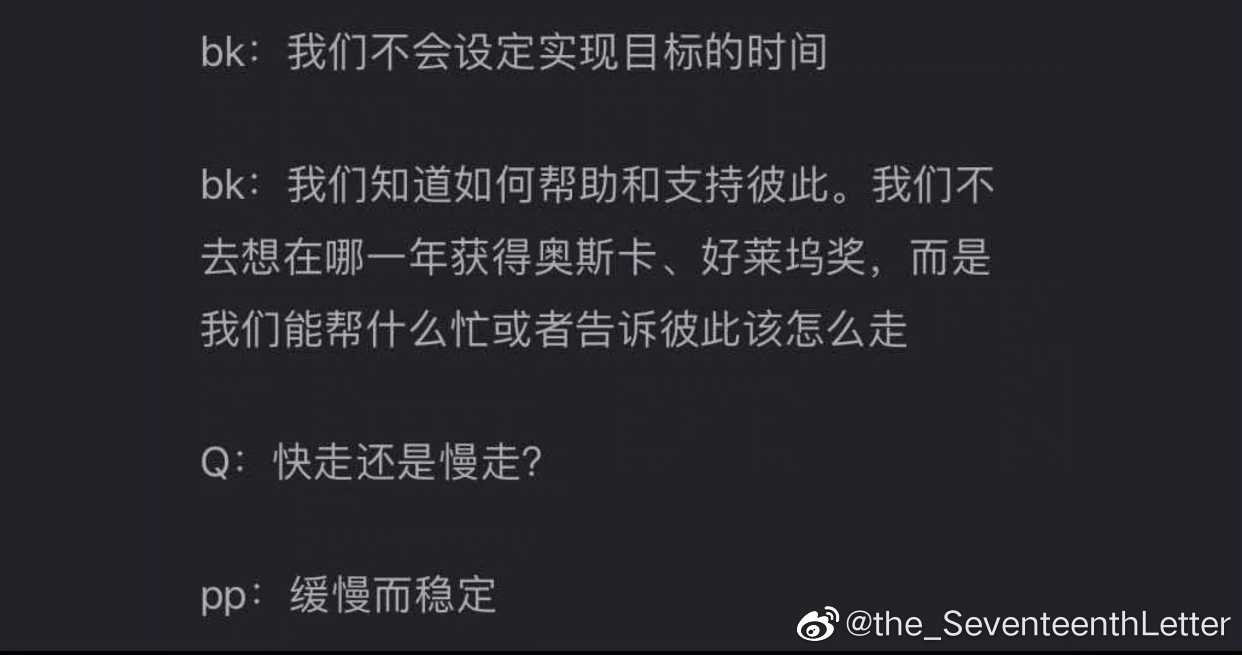 bk：我们不会设定实现目标的时间
bk：我们知道如何帮助和支持彼此。我们不
去想在哪一年获得奥斯卡、好莱坞奖，而是
我们能帮什么忙或者告诉彼此该怎么走
Q：快走还是慢走？
pp：缓慢而稳定
@the_SeventeenthLetter